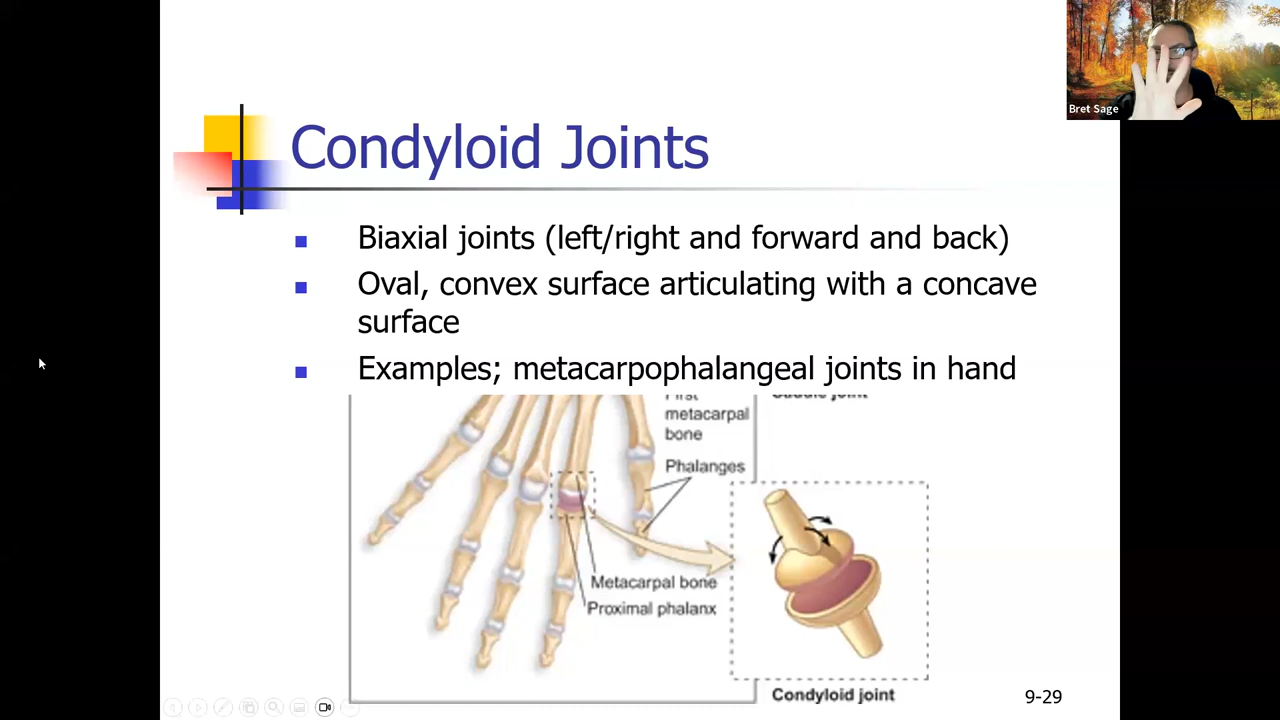 Bret Sage
Condyloid Joints
Biaxial joints (left/right and forward and back)
Oval, convex surface articulating with a concave
surface
Examples; metacarpophalangeal joints in hand
First
metacarpal
bone
Saddle joint
Phalanges
Metacarpal bone
Proximal phalanx
Condyloid joint
9-29